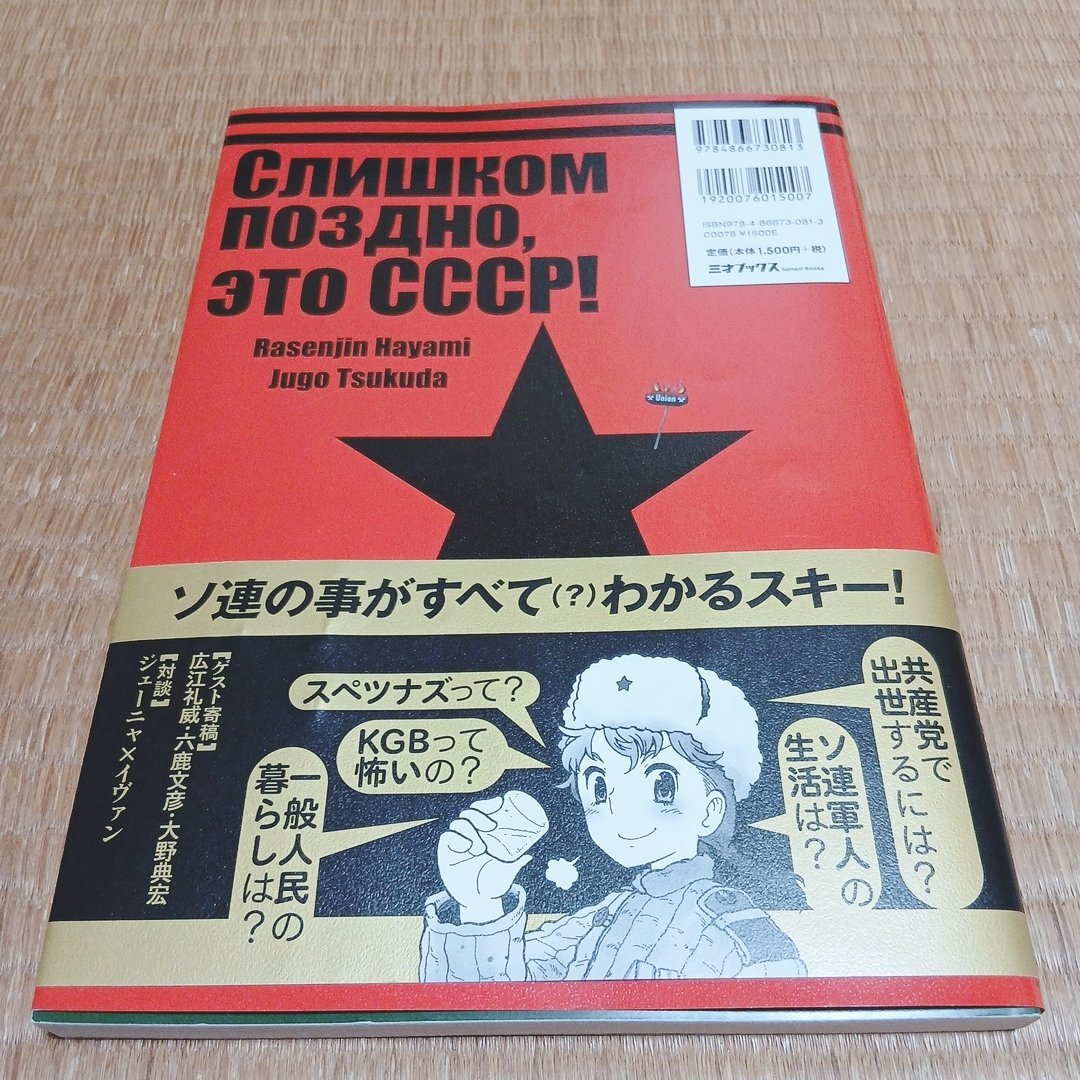 Слишком
поздно,
это СССР!
Rasenjin Hayami
Jugo Tsukuda
9784866730813
1920076015007
ISBN978-4-86673-081-3
C0076 ¥1500E
定価(本体1,500円+税)
三才ブックス Sansai Books
Union
ソ連の事がすべて(?)わかるスキー!
共産党で
出世するには?
ソ連軍人の
生活は?
スペツナズって?
KGBって
怖いの?
一般人民の
暮らしは?
【ゲスト寄稿】
広江礼威・六鹿文彦・大野典宏
【対談】
ジェーニャ×イヴァン